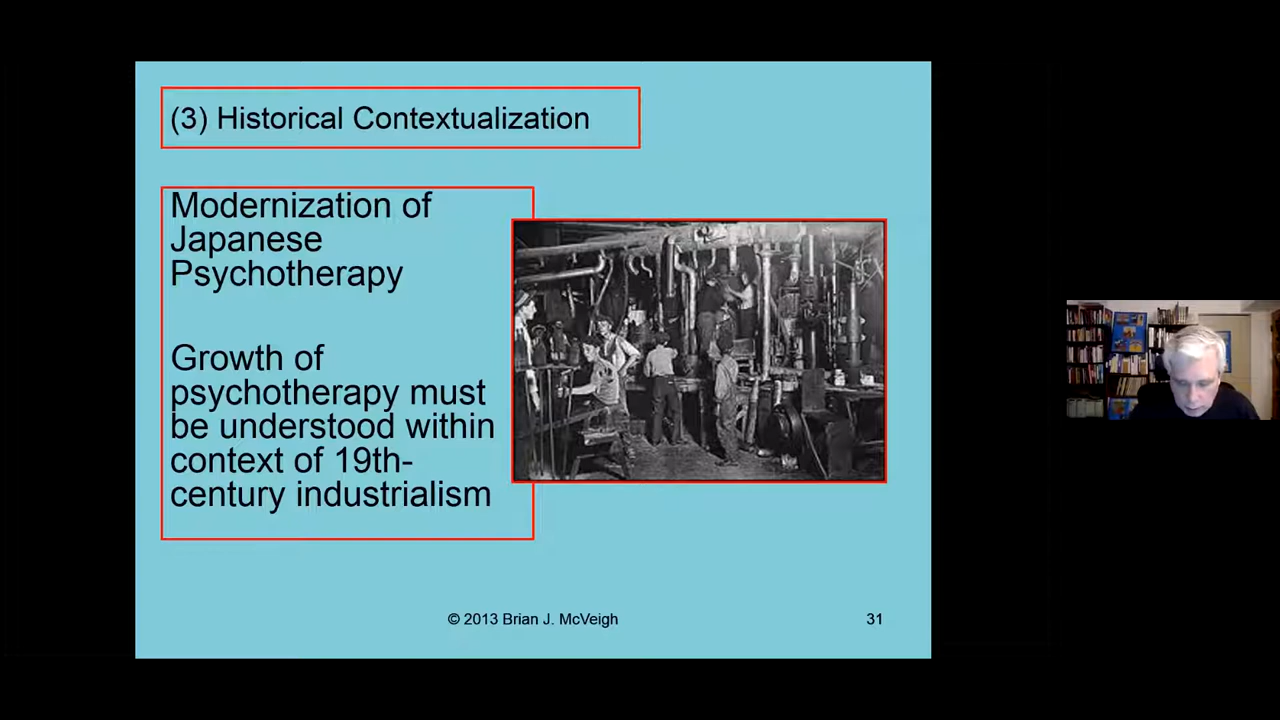 (3) Historical Contextualization
Modernization of
Japanese
Psychotherapy
Growth of
psychotherapy must
be understood within
context of 19th-
century industrialism
© 2013 Brian J. McVeigh
31